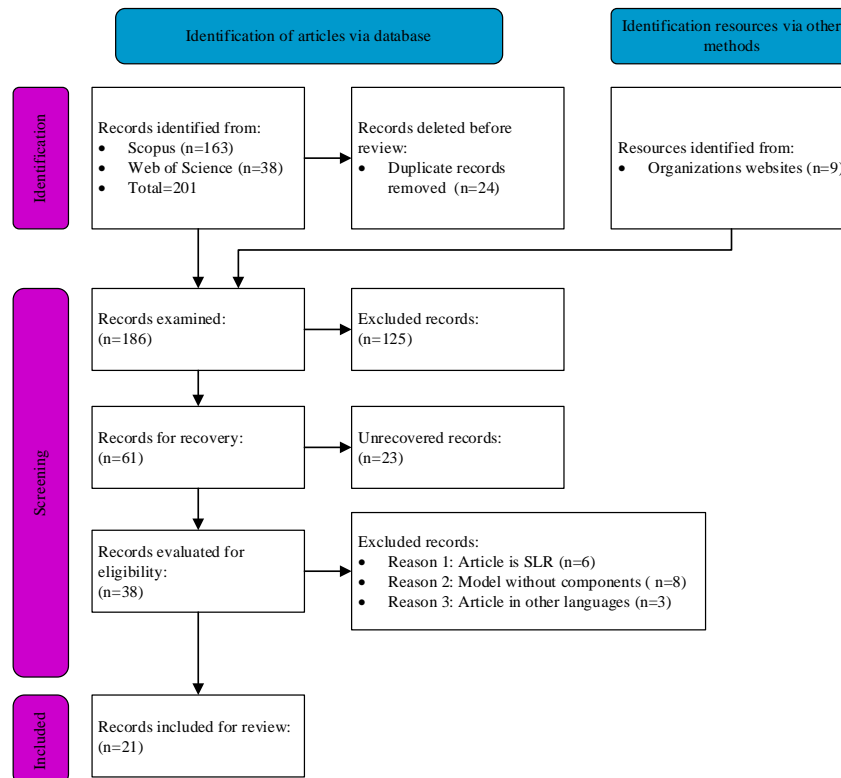 Identification of articles via database
Identification resources via other
methods
Identification
Records identified from:
• Scopus (n=163)
• Web of Science (n=38)
• Total=201
Records deleted before
review:
• Duplicate records
removed (n=24)
Resources identified from:
• Organizations websites (n=9)
Screening
Records examined:
(n=186)
Excluded records:
(n=125)
Records for recovery:
(n=61)
Unrecovered records:
(n=23)
Records evaluated for
eligibility:
(n=38)
Excluded records:
• Reason 1: Article is SLR (n=6)
• Reason 2: Model without components ( n=8)
• Reason 3: Article in other languages (n=3)
Included
Records included for review:
(n=21)